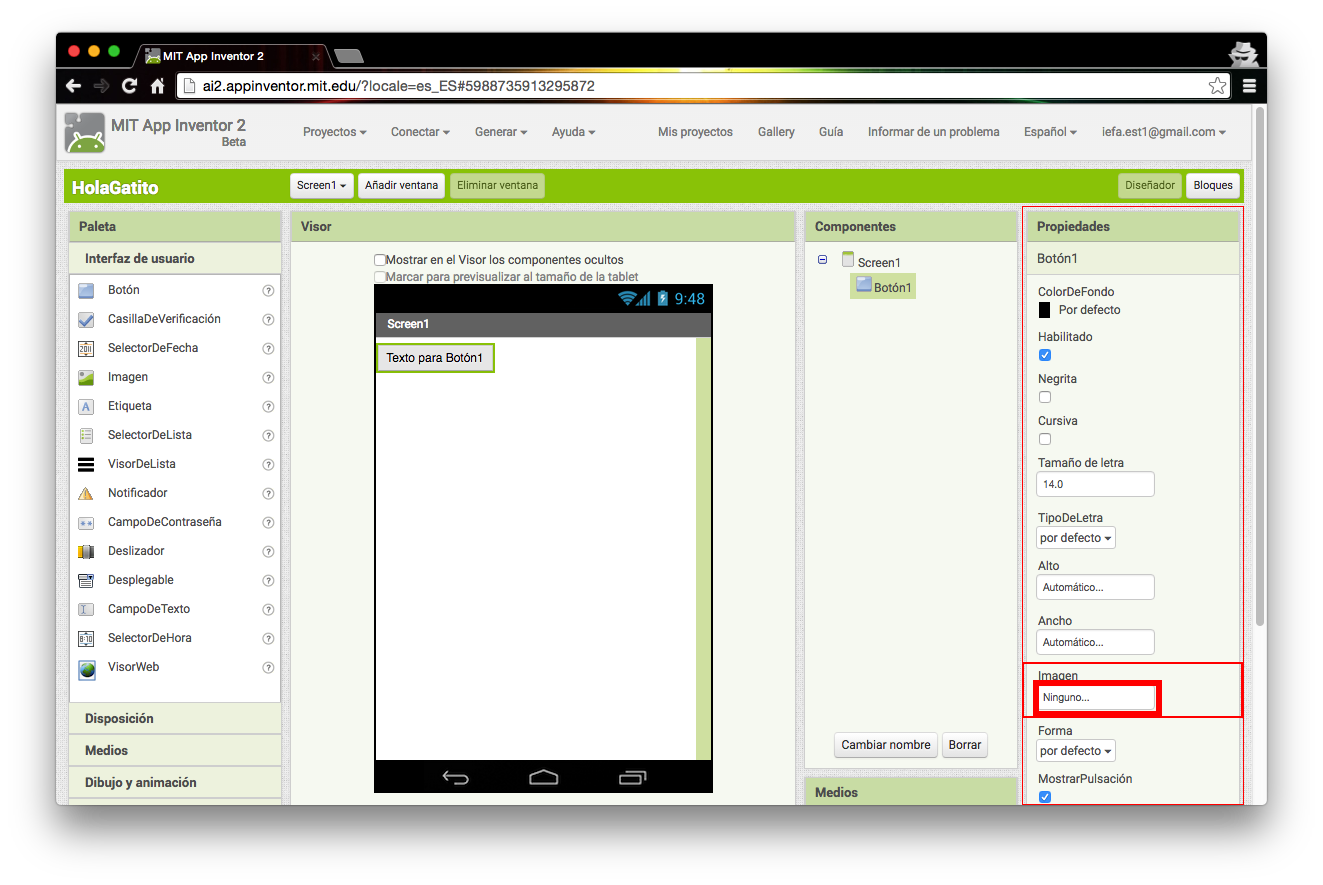 MIT App Inventor 2
ai2.appinventor.mit.edu/?locale=es_ES#5988735913295872
MIT App Inventor 2
Beta
Proyectos
Conectar
Generar
Ayuda
Mis proyectos
Gallery
Guía
Informar de un problema
Español
iefa.est1@gmail.com
HolaGatito
Screen1
Añadir ventana
Eliminar ventana
Diseñador
Bloques
Paleta
Interfaz de usuario
Botón
CasillaDeVerificación
SelectorDeFecha
Imagen
Etiqueta
SelectorDeLista
VisorDeLista
Notificador
CampoDeContraseña
Deslizador
Desplegable
CampoDeTexto
SelectorDeHora
VisorWeb
Disposición
Medios
Dibujo y animación
Visor
Mostrar en el Visor los componentes ocultos
Marcar para previsualizar al tamaño de la tablet
9:48
Screen1
Texto para Botón1
Componentes
Screen1
Botón1
Cambiar nombre
Borrar
Medios
Propiedades
Botón1
ColorDeFondo
Por defecto
Habilitado
Negrita
Cursiva
Tamaño de letra
14.0
TipoDeLetra
por defecto
Alto
Automático...
Ancho
Automático...
Imagen
Ninguno...
Forma
por defecto
MostrarPulsación